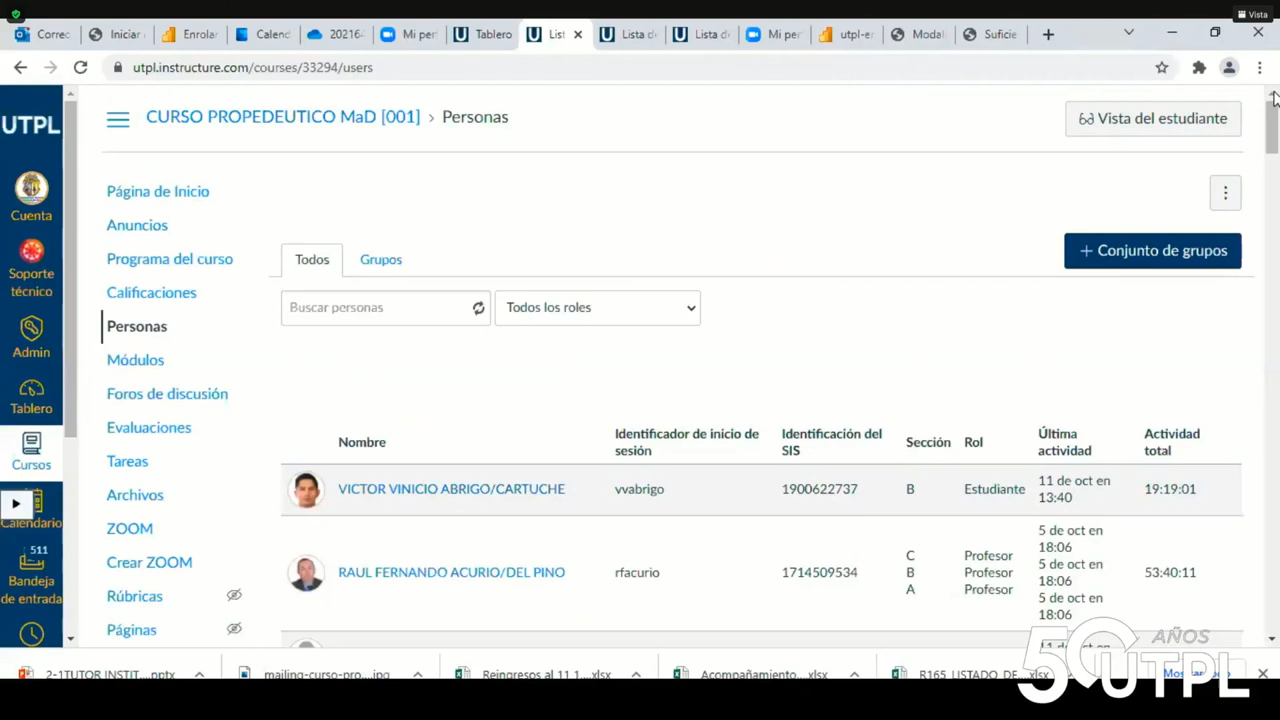 Vista
Correo
Iniciar
Enrolar
Calend
20216
Mi per
Tablero
List
Lista d
Lista d
Mi per
utpl-er
Modal
Suficie
utpl.instructure.com/courses/33294/users
UTPL
CURSO PROPEDEUTICO MaD [001] › Personas
Vista del estudiante
Cuenta
Soporte
técnico
Admin
Tablero
Cursos
Calendario
511
Bandeja
de entrada
Página de Inicio
Anuncios
Programa del curso
Calificaciones
Personas
Módulos
Foros de discusión
Evaluaciones
Tareas
Archivos
ZOOM
Crear ZOOM
Rúbricas
Páginas
Todos
Grupos
+ Conjunto de grupos
Buscar personas
Todos los roles
Nombre
Identificador de inicio de
sesión
Identificación del
SIS
Sección
Rol
Última
actividad
Actividad
total
VICTOR VINICIO ABRIGO/CARTUCHE
vvabrigo
1900622737
B
Estudiante
11 de oct en
13:40
19:19:01
RAUL FERNANDO ACURIO/DEL PINO
rfacurio
1714509534
C
B
A
Profesor
Profesor
Profesor
5 de oct en
18:06
5 de oct en
18:06
5 de oct en
18:06
53:40:11
11 de oct en
2-1TUTOR INSTIT....pptx
mailing-curso-pro....jpg
Reingresos al 11.1....xlsx
Acompañamiento....xlsx
R165_LISTADO_DE....xlsx
50 AÑOS
UTPL